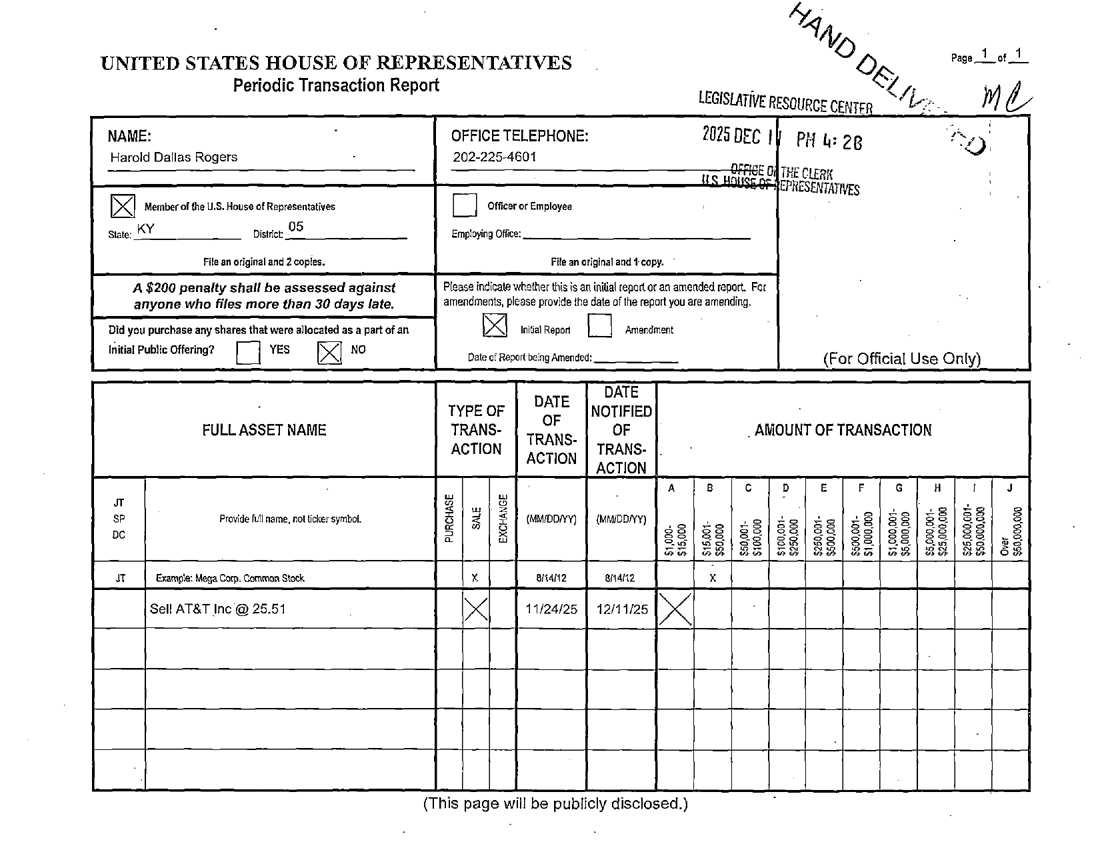 HAND DELIVERED
UNITED STATES HOUSE OF REPRESENTATIVES
Periodic Transaction Report
Page 1 of 1
MC
LEGISLATIVE RESOURCE CENTER
2025 DEC 11 PM 4:28
OFFICE OF THE CLERK
U.S. HOUSE OF REPRESENTATIVES
NAME:
Harold Dallas Rogers
OFFICE TELEPHONE:
202-225-4601
Member of the U.S. House of Representatives
State: KY District: 05
File an original and 2 copies.
Officer or Employee
Employing Office:
File an original and 1 copy.
A $200 penalty shall be assessed against
anyone who files more than 30 days late.
Please indicate whether this is an initial report or an amended report. For
amendments, please provide the date of the report you are amending.
X Initial Report Amendment
Date of Report being Amended:
Did you purchase any shares that were allocated as a part of an
Initial Public Offering? YES X NO
(For Official Use Only)
FULL ASSET NAME
TYPE OF
TRANS-
ACTION
DATE
OF
TRANS-
ACTION
DATE
NOTIFIED
OF
TRANS-
ACTION
AMOUNT OF TRANSACTION
JT
SP
DC
Provide full name, not ticker symbol.
PURCHASE
SALE
EXCHANGE
(MM/DD/YY)
(MM/DD/YY)
A
$1,000-
$15,000
B
$15,001-
$50,000
C
$50,001-
$100,000
D
$100,001-
$250,000
E
$250,001-
$500,000
F
$500,001-
$1,000,000
G
$1,000,001-
$5,000,000
H
$5,000,001-
$25,000,000
I
$25,000,001-
$50,000,000
J
Over
$50,000,000
JT Example: Mega Corp. Common Stock X 8/14/12 8/14/12 X
Sell AT&T Inc @ 25.51 X 11/24/25 12/11/25 X
(This page will be publicly disclosed.)